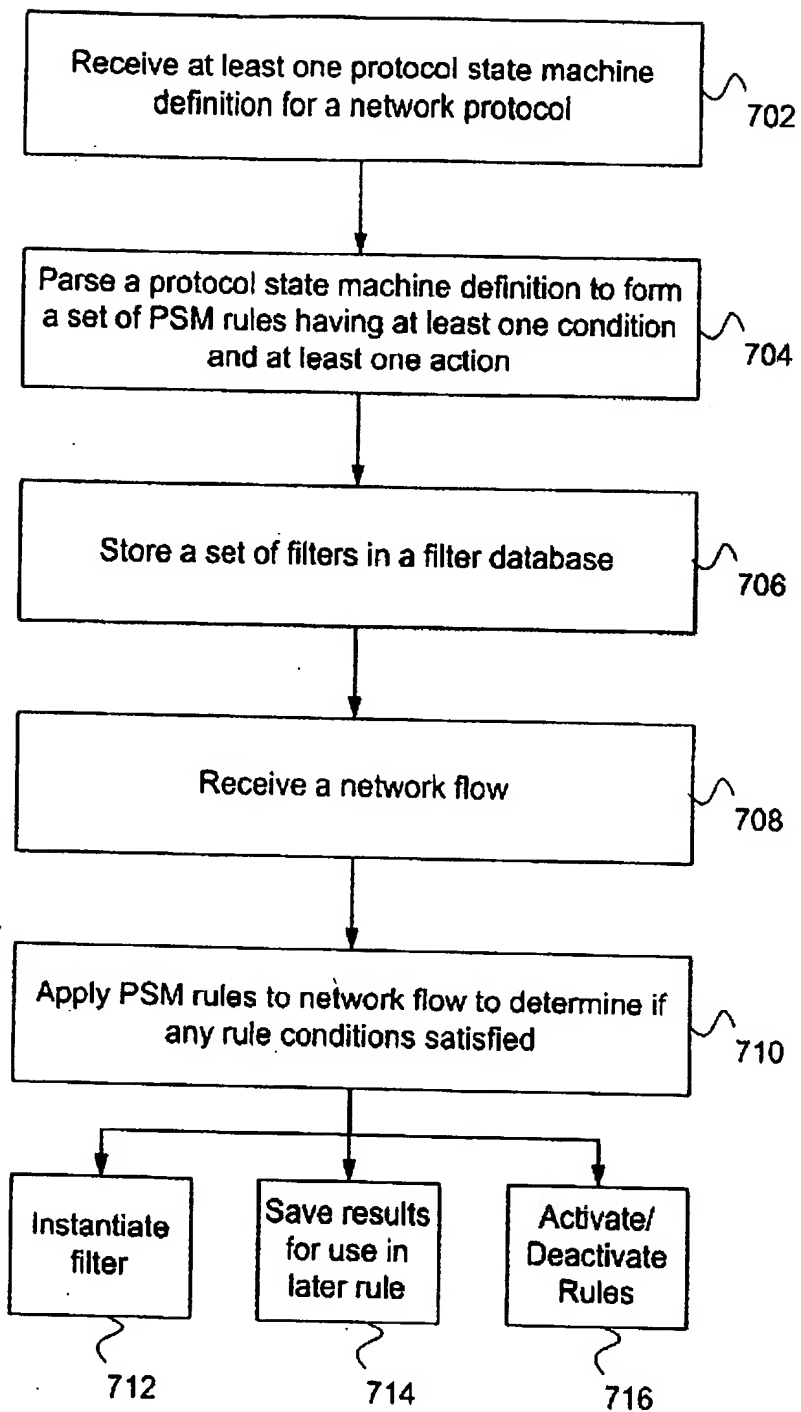 Receive at least one protocol state machine
definition for a network protocol
702
Parse a protocol state machine definition to form
a set of PSM rules having at least one condition
and at least one action
704
Store a set of filters in a filter database
706
Receive a network flow
708
Apply PSM rules to network flow to determine if
any rule conditions satisfied
710
Instantiate
filter
712
Save results
for use in
later rule
714
Activate/
Deactivate
Rules
716